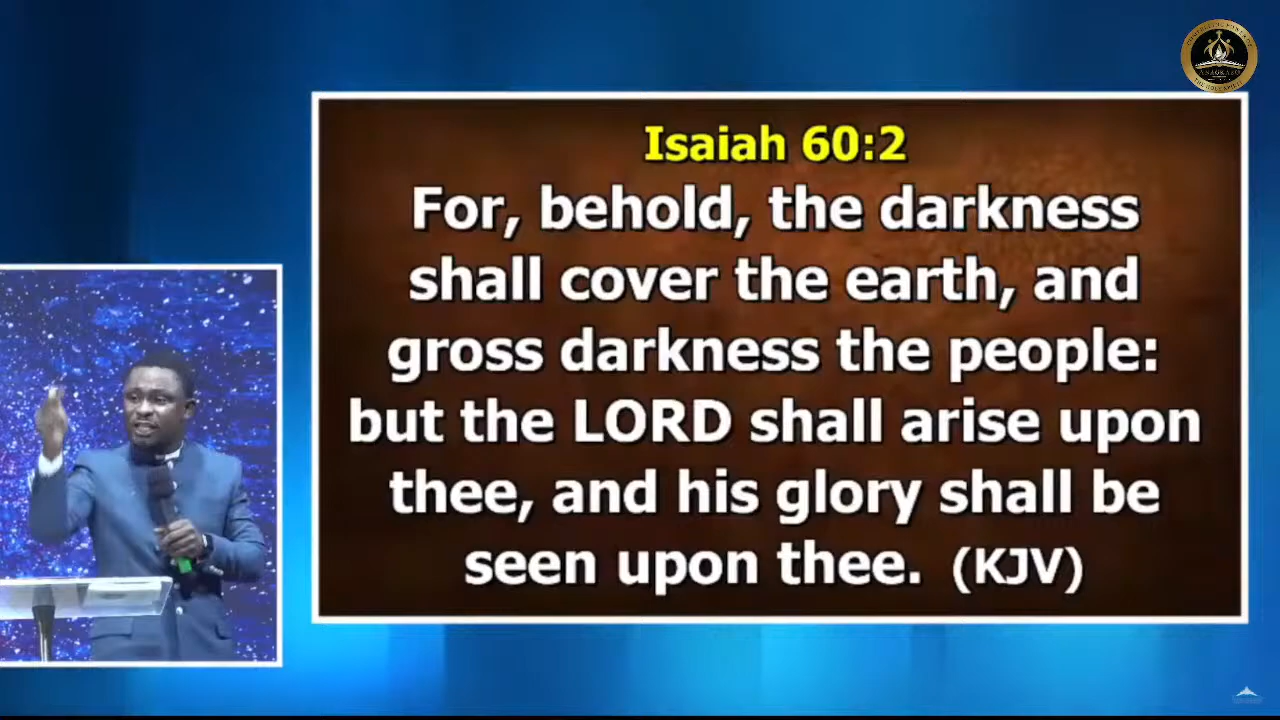 Isaiah 60:2
For, behold, the darkness
shall cover the earth, and
gross darkness the people:
but the LORD shall arise upon
thee, and his glory shall be
seen upon thee. (KJV)